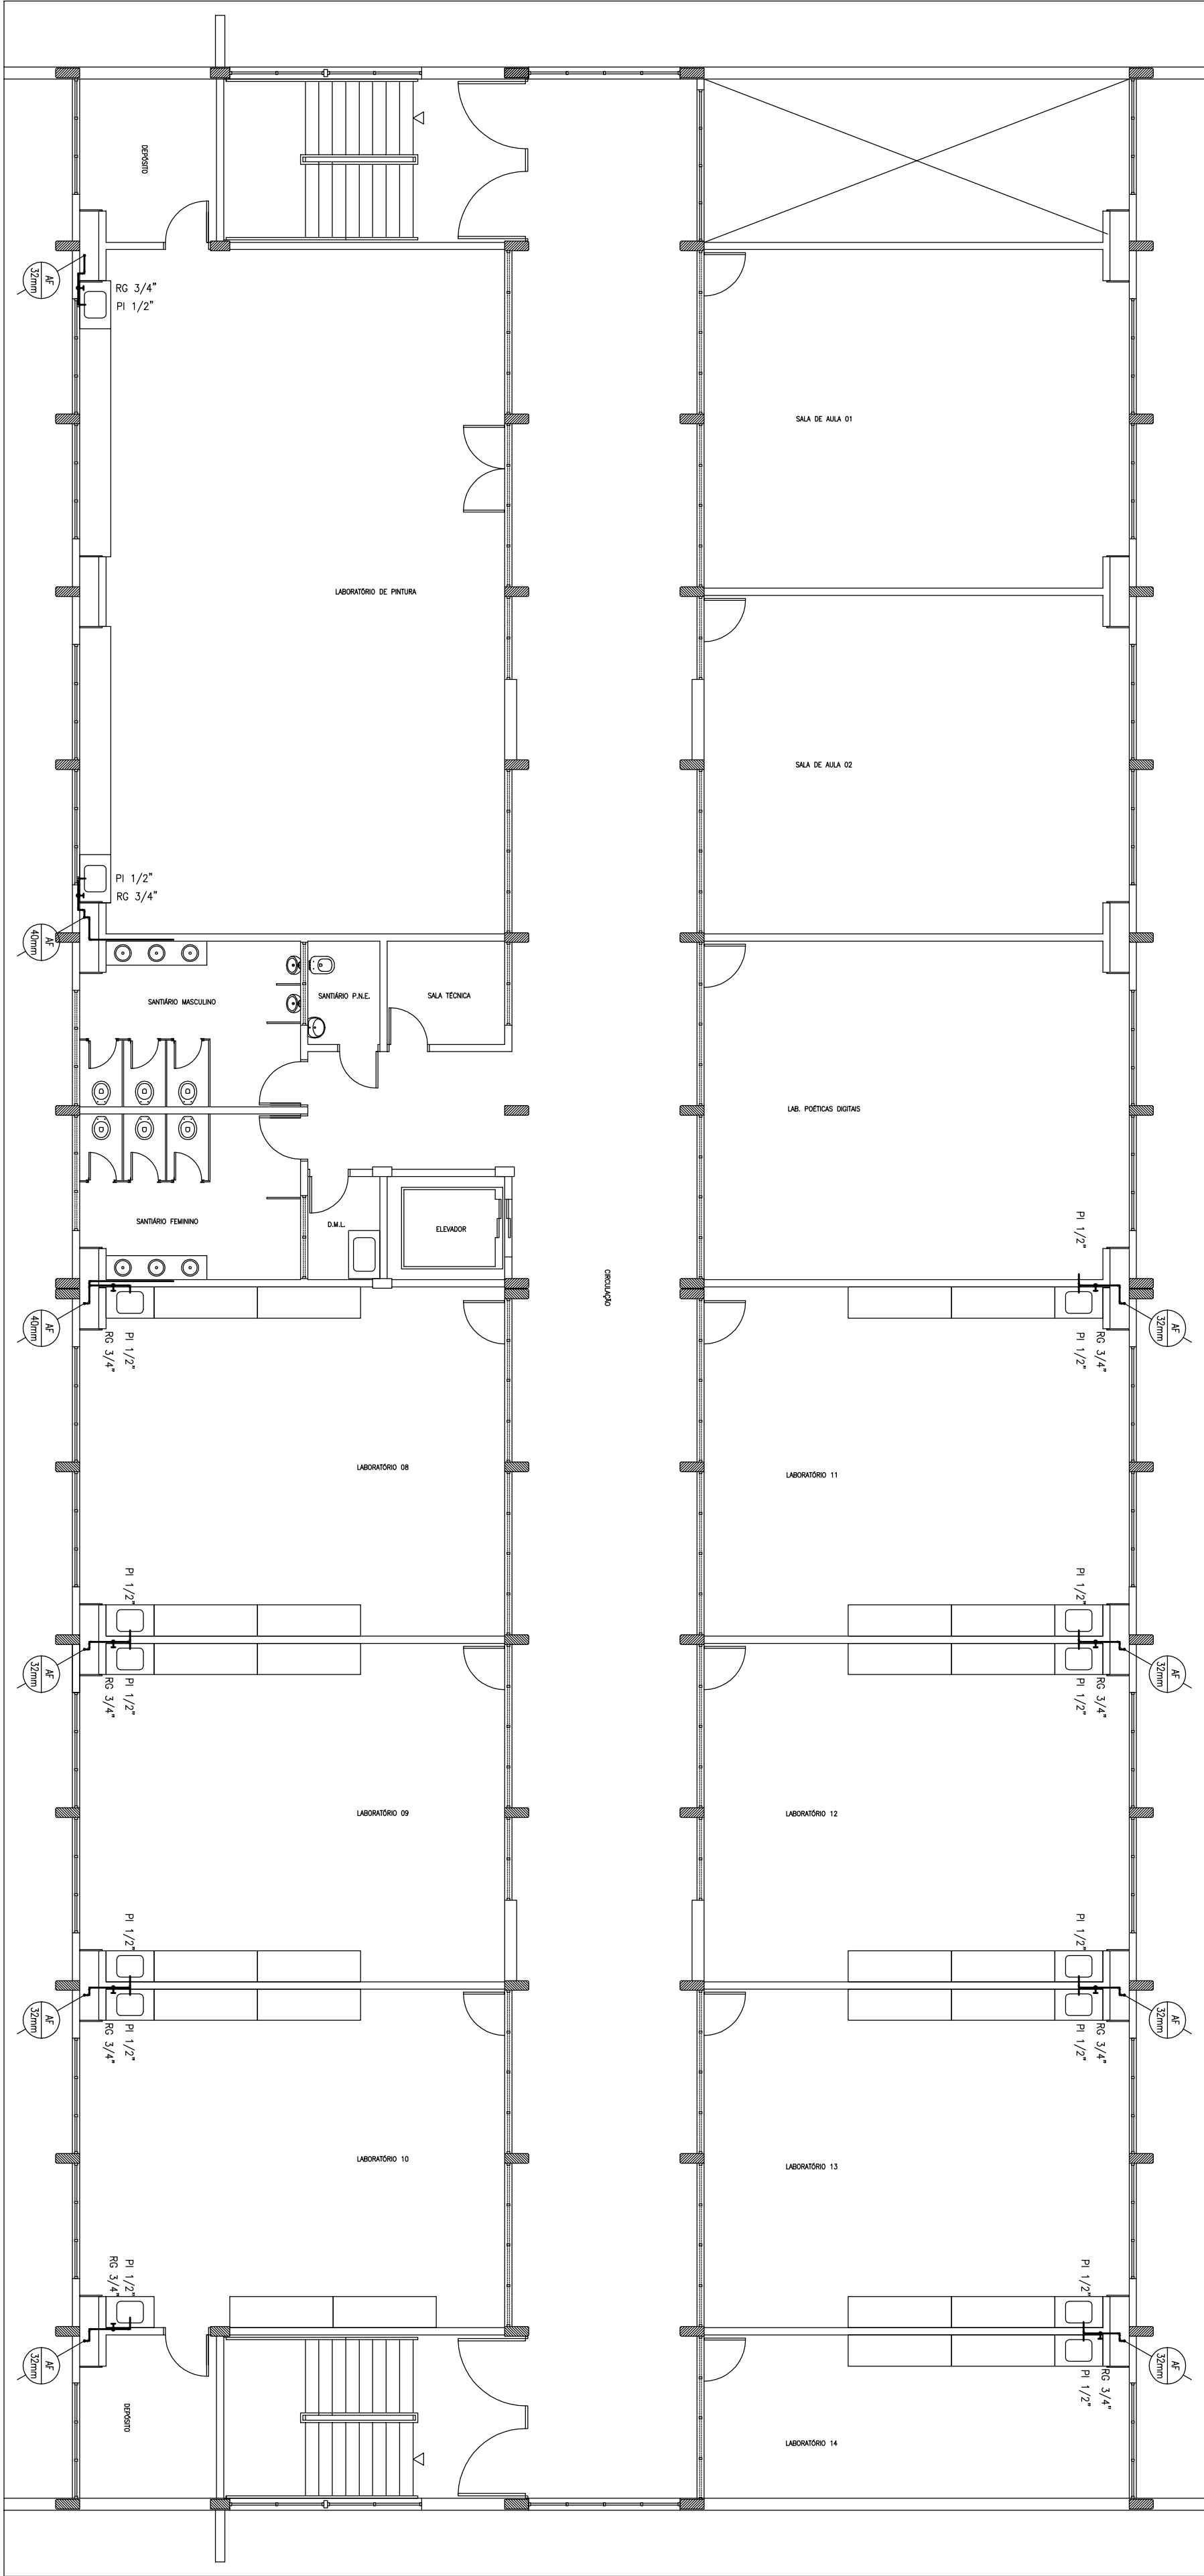 DEPÓSITO
AF
32mm
RG 3/4"
PI 1/2"
SALA DE AULA 01
LABORATÓRIO DE PINTURA
SALA DE AULA 02
PI 1/2"
RG 3/4"
AF
40mm
SANTIÁRIO MASCULINO
SANTIÁRIO P.N.E.
SALA TÉCNICA
LAB. POÉTICAS DIGITAIS
SANTIÁRIO FEMININO
D.M.L.
ELEVADOR
PI 1/2"
CIRCULAÇÃO
AF
40mm
RG 3/4"
PI 1/2"
PI 1/2"
RG 3/4"
AF
32mm
LABORATÓRIO 08
LABORATÓRIO 11
PI 1/2"
PI 1/2"
AF
32mm
RG 3/4"
PI 1/2"
PI 1/2"
RG 3/4"
AF
32mm
LABORATÓRIO 09
LABORATÓRIO 12
PI 1/2"
PI 1/2"
AF
32mm
RG 3/4"
PI 1/2"
PI 1/2"
RG 3/4"
AF
32mm
LABORATÓRIO 10
LABORATÓRIO 13
RG 3/4"
PI 1/2"
PI 1/2"
AF
32mm
PI 1/2"
RG 3/4"
AF
32mm
DEPÓSITO
LABORATÓRIO 14